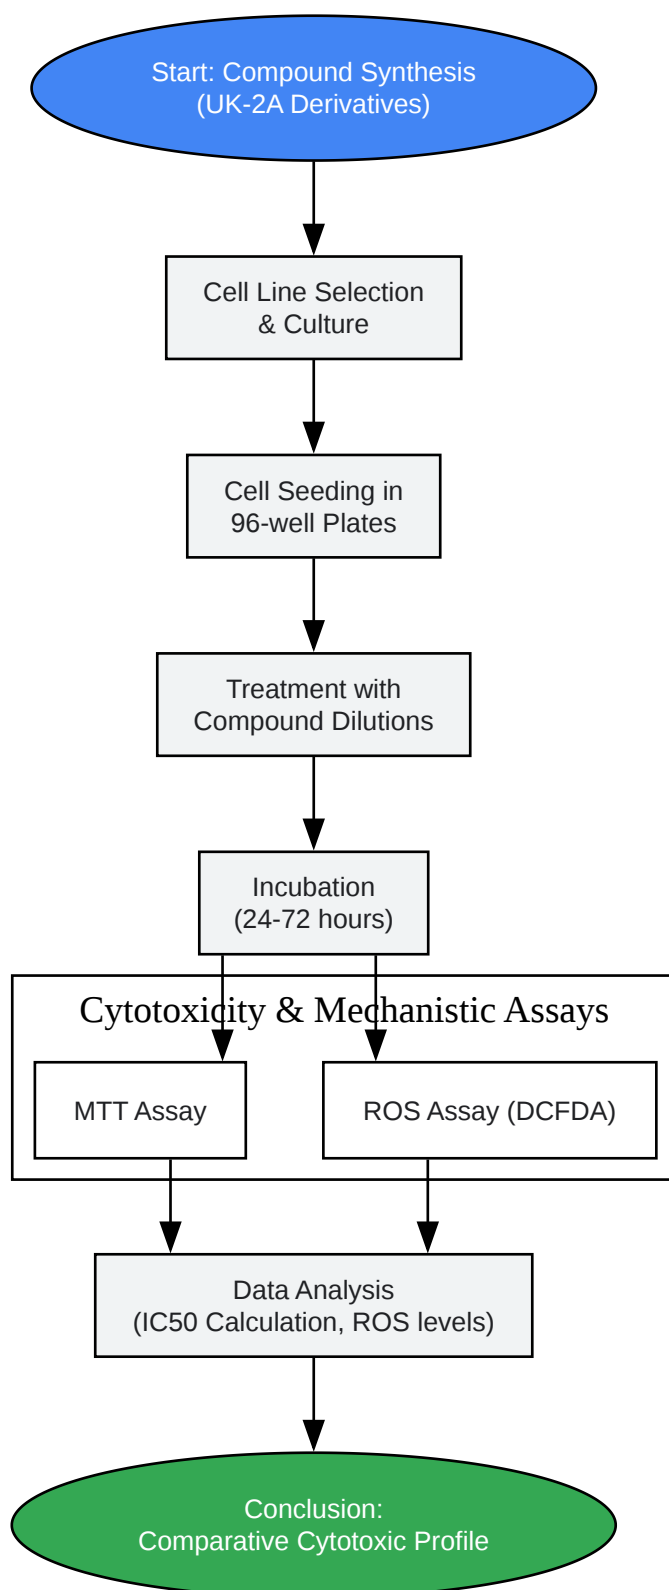 Start: Compound Synthesis
(UK-2A Derivatives)
Cell Line Selection
& Culture
Cell Seeding in
96-well Plates
Treatment with
Compound Dilutions
Incubation
(24-72 hours)
Cytotoxicity & Mechanistic Assays
MTT Assay
ROS Assay (DCFDA)
Data Analysis
(IC50 Calculation, ROS levels)
Conclusion:
Comparative Cytotoxic Profile